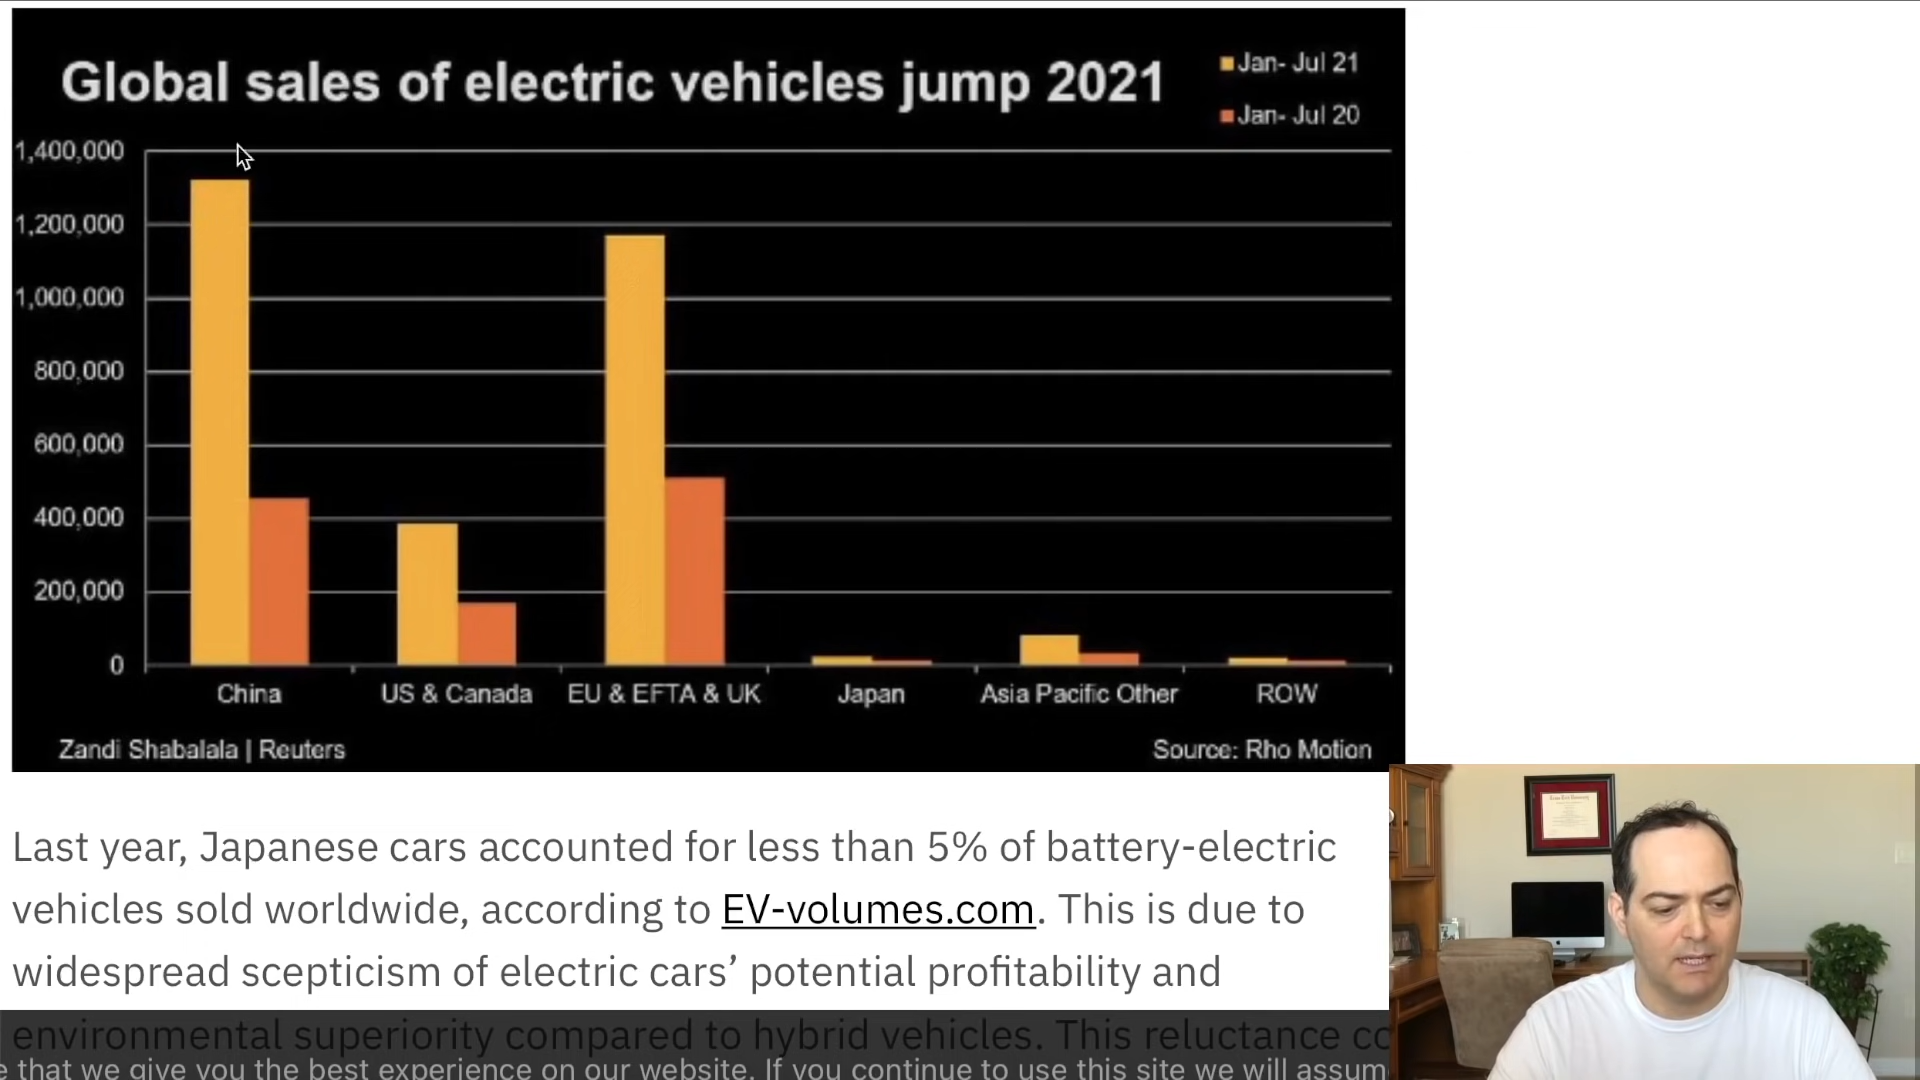 Global sales of electric vehicles jump 2021
Jan- Jul 21
Jan- Jul 20
1,400,000
1,200,000
1,000,000
800,000
600,000
400,000
200,000
0
China
US & Canada
EU & EFTA & UK
Japan
Asia Pacific Other
ROW
Zandi Shabalala | Reuters
Source: Rho Motion
Last year, Japanese cars accounted for less than 5% of battery-electric
vehicles sold worldwide, according to EV-volumes.com. This is due to
widespread scepticism of electric cars’ potential profitability and
environmental superiority compared to hybrid vehicles. This reluctance
that we give you the best experience on our website. If you continue to use this site we will